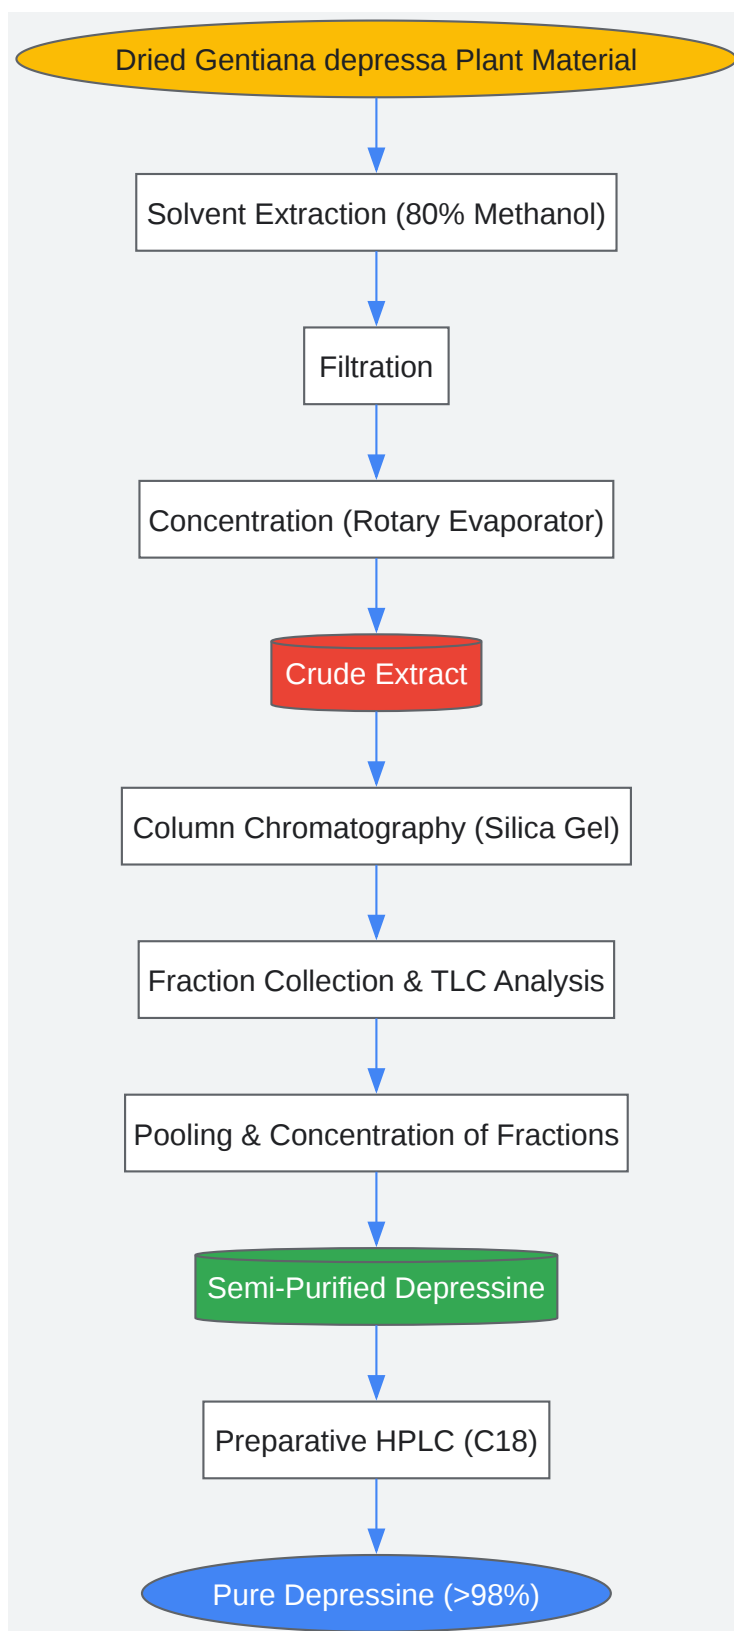 Dried Gentiana depressa Plant Material
Solvent Extraction (80% Methanol)
Filtration
Concentration (Rotary Evaporator)
Crude Extract
Column Chromatography (Silica Gel)
Fraction Collection & TLC Analysis
Pooling & Concentration of Fractions
Semi-Purified Depressine
Preparative HPLC (C18)
Pure Depressine (>98%)